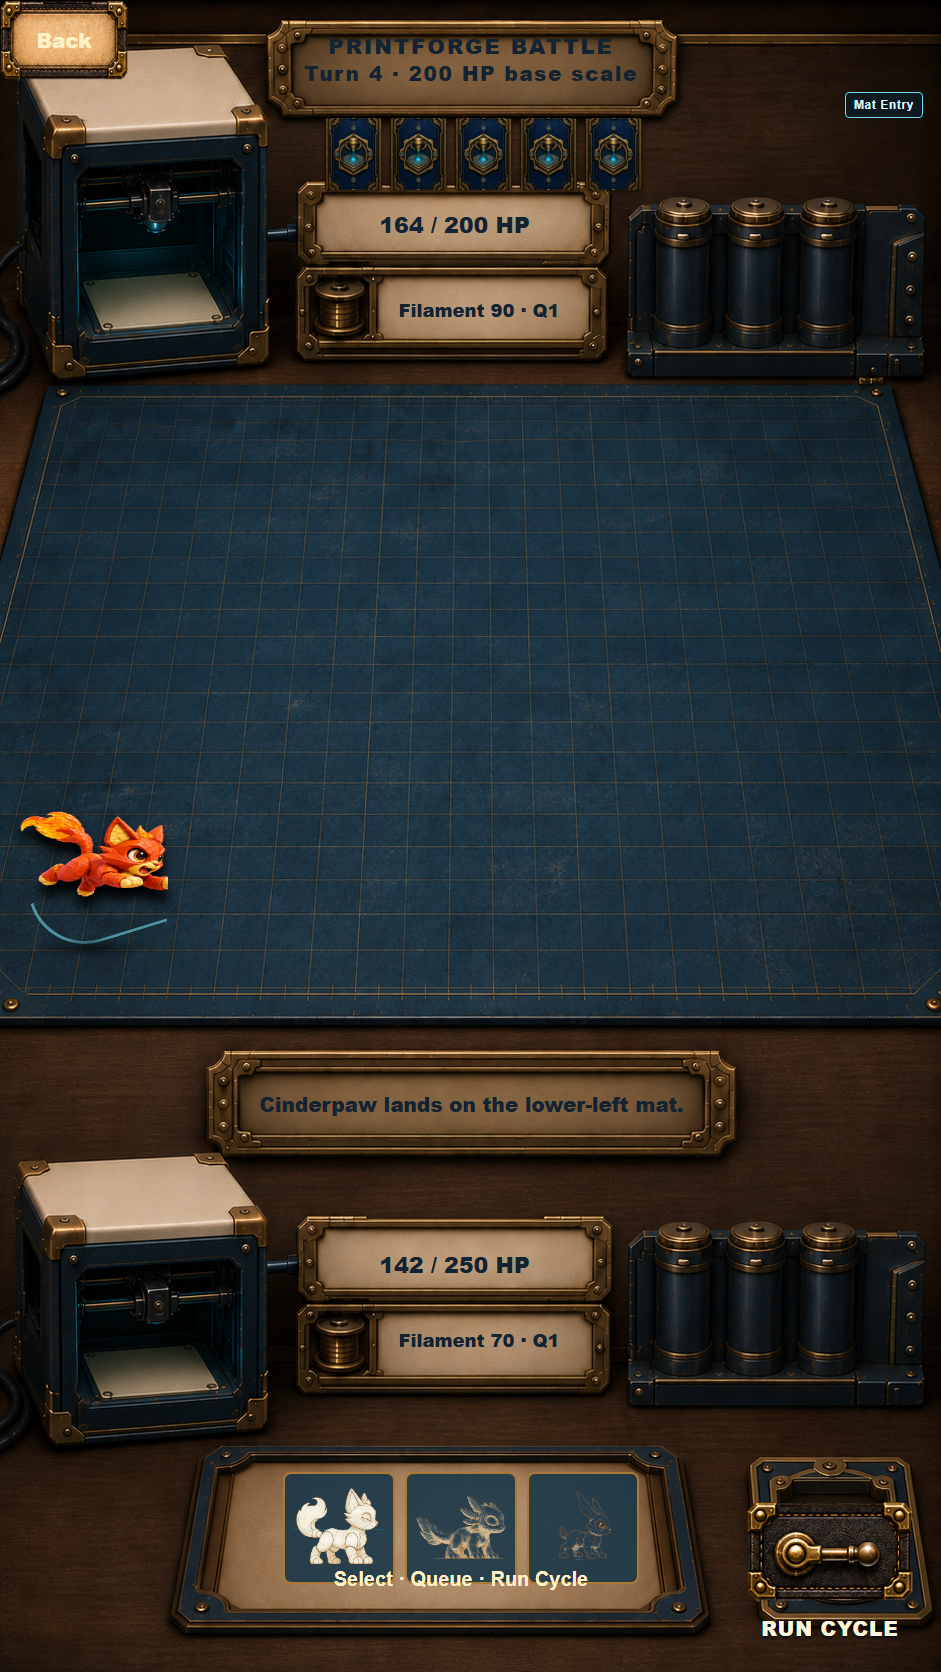 Back
PRINTFORGE BATTLE
Turn 4 · 200 HP base scale
Mat Entry
164 / 200 HP
Filament 90 · Q1
Cinderpaw lands on the lower-left mat.
142 / 250 HP
Filament 70 · Q1
Select · Queue · Run Cycle
RUN CYCLE